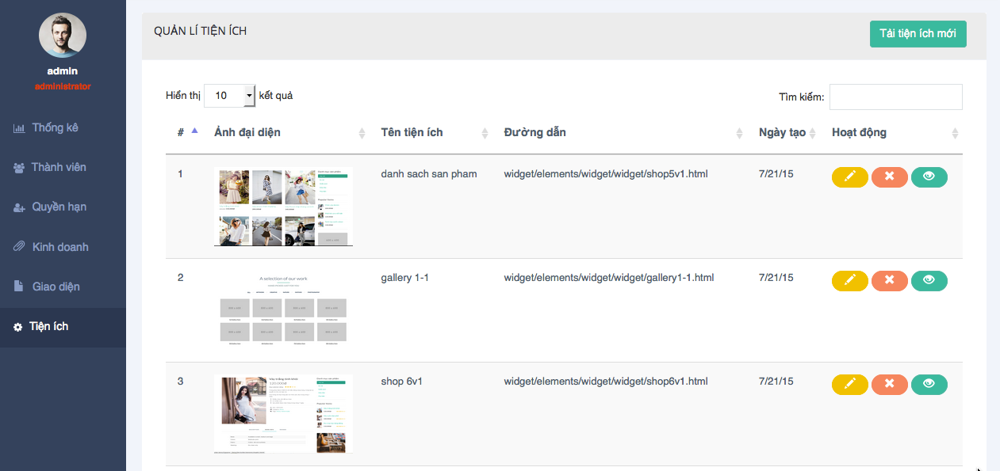 admin
administrator
Thống kê
Thành viên
Quyền hạn
Kinh doanh
Giao diện
Tiện ích
QUẢN LÍ TIỆN ÍCH
Tải tiện ích mới
Hiển thị 10 kết quả
Tìm kiếm:
# Ảnh đại diện Tên tiện ích Đường dẫn Ngày tạo Hoạt động
1 danh sach san pham widget/elements/widget/widget/shop5v1.html 7/21/15
2 gallery 1-1 widget/elements/widget/widget/gallery1-1.html 7/21/15
A selection of our work
3 shop 6v1 widget/elements/widget/widget/shop6v1.html 7/21/15